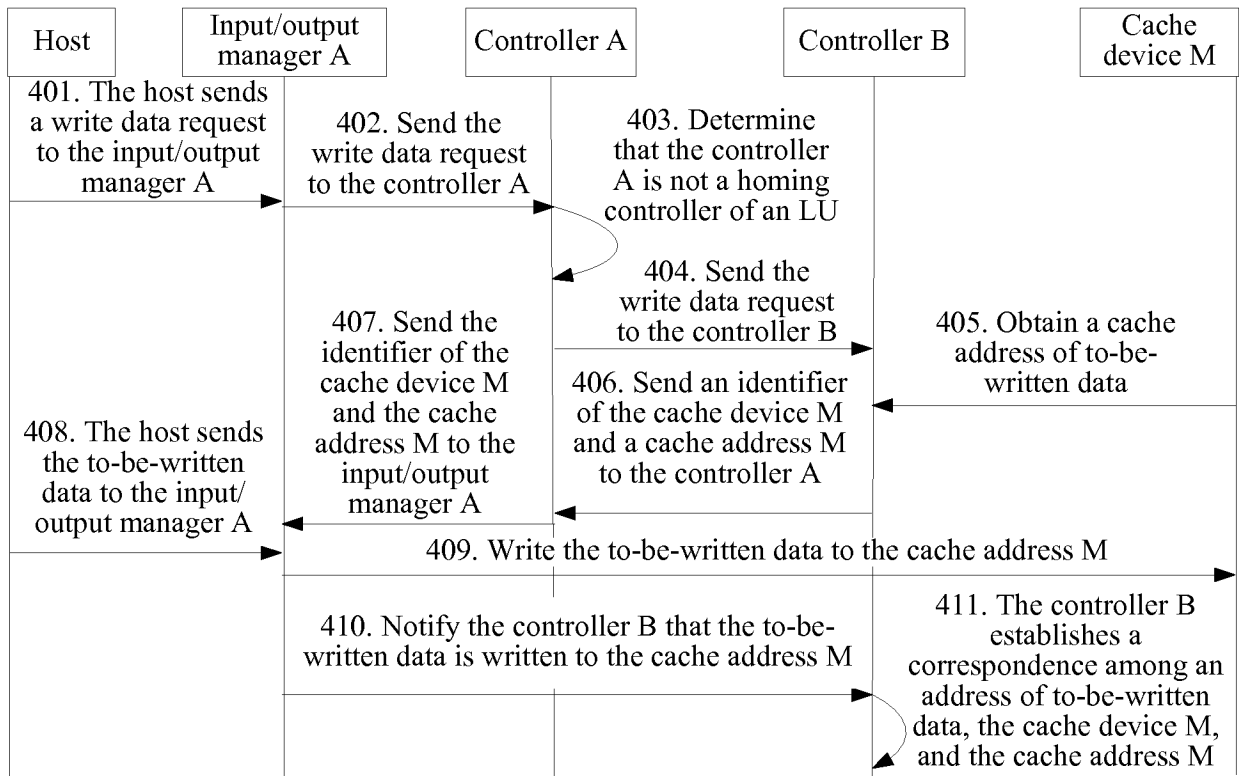 Host
Input/output
manager A
Controller A
Controller B
Cache
device M
401. The host sends
a write data request
to the input/output
manager A
402. Send the
write data request
to the controller A
403. Determine
that the controller
A is not a homing
controller of an LU
404. Send the
write data request
to the controller B
405. Obtain a cache
address of to-be-
written data
406. Send an identifier
of the cache device M
and a cache address M
to the controller A
407. Send the
identifier of the
cache device M
and the cache
address M to the
input/output
manager A
408. The host sends
the to-be-written
data to the input/
output manager A
409. Write the to-be-written data to the cache address M
410. Notify the controller B that the to-be-
written data is written to the cache address M
411. The controller B
establishes a
correspondence among an
address of to-be-written
data, the cache device M,
and the cache address M